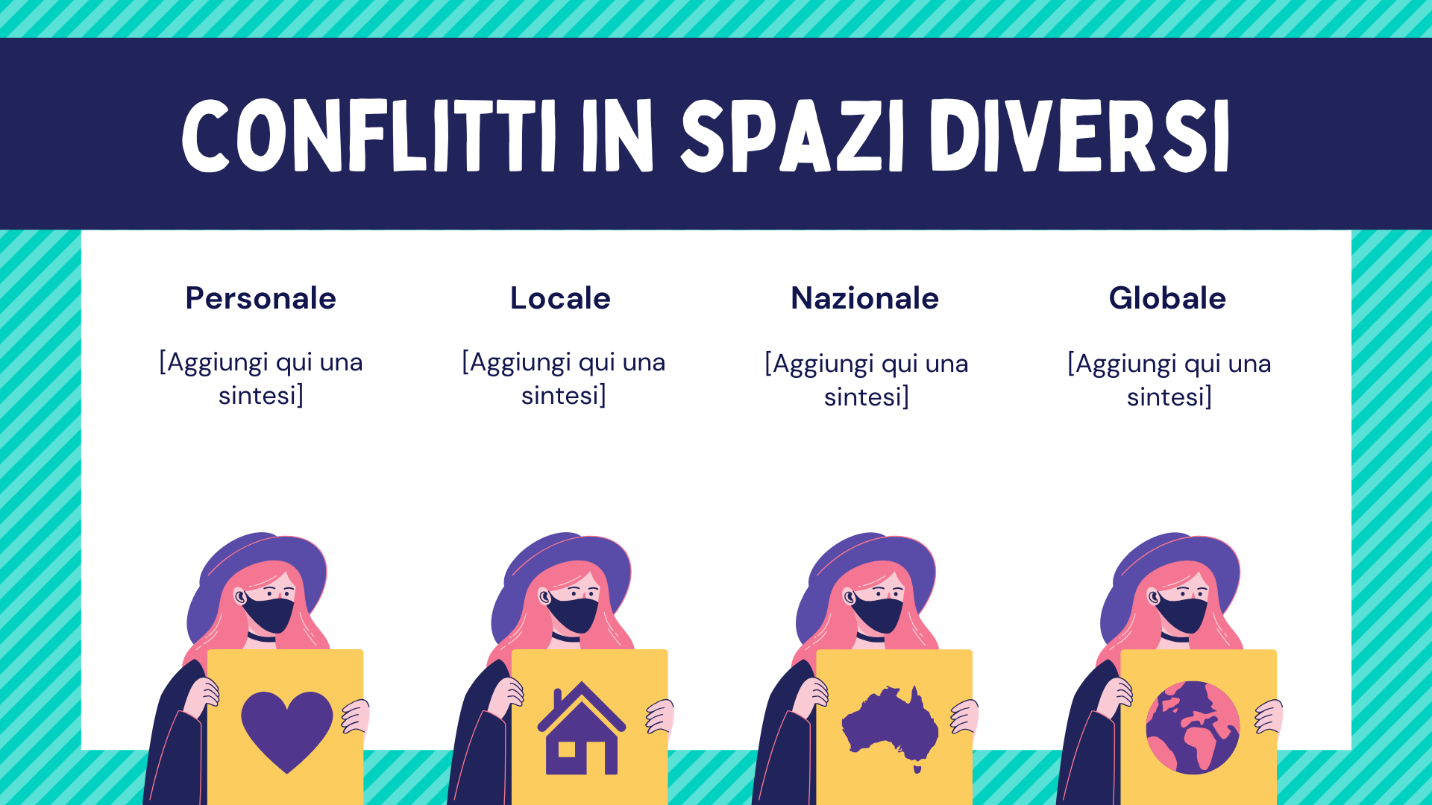 CONFLITTI IN SPAZI DIVERSI
Personale
[Aggiungi qui una
sintesi]
Locale
[Aggiungi qui una
sintesi]
Nazionale
[Aggiungi qui una
sintesi]
Globale
[Aggiungi qui una
sintesi]